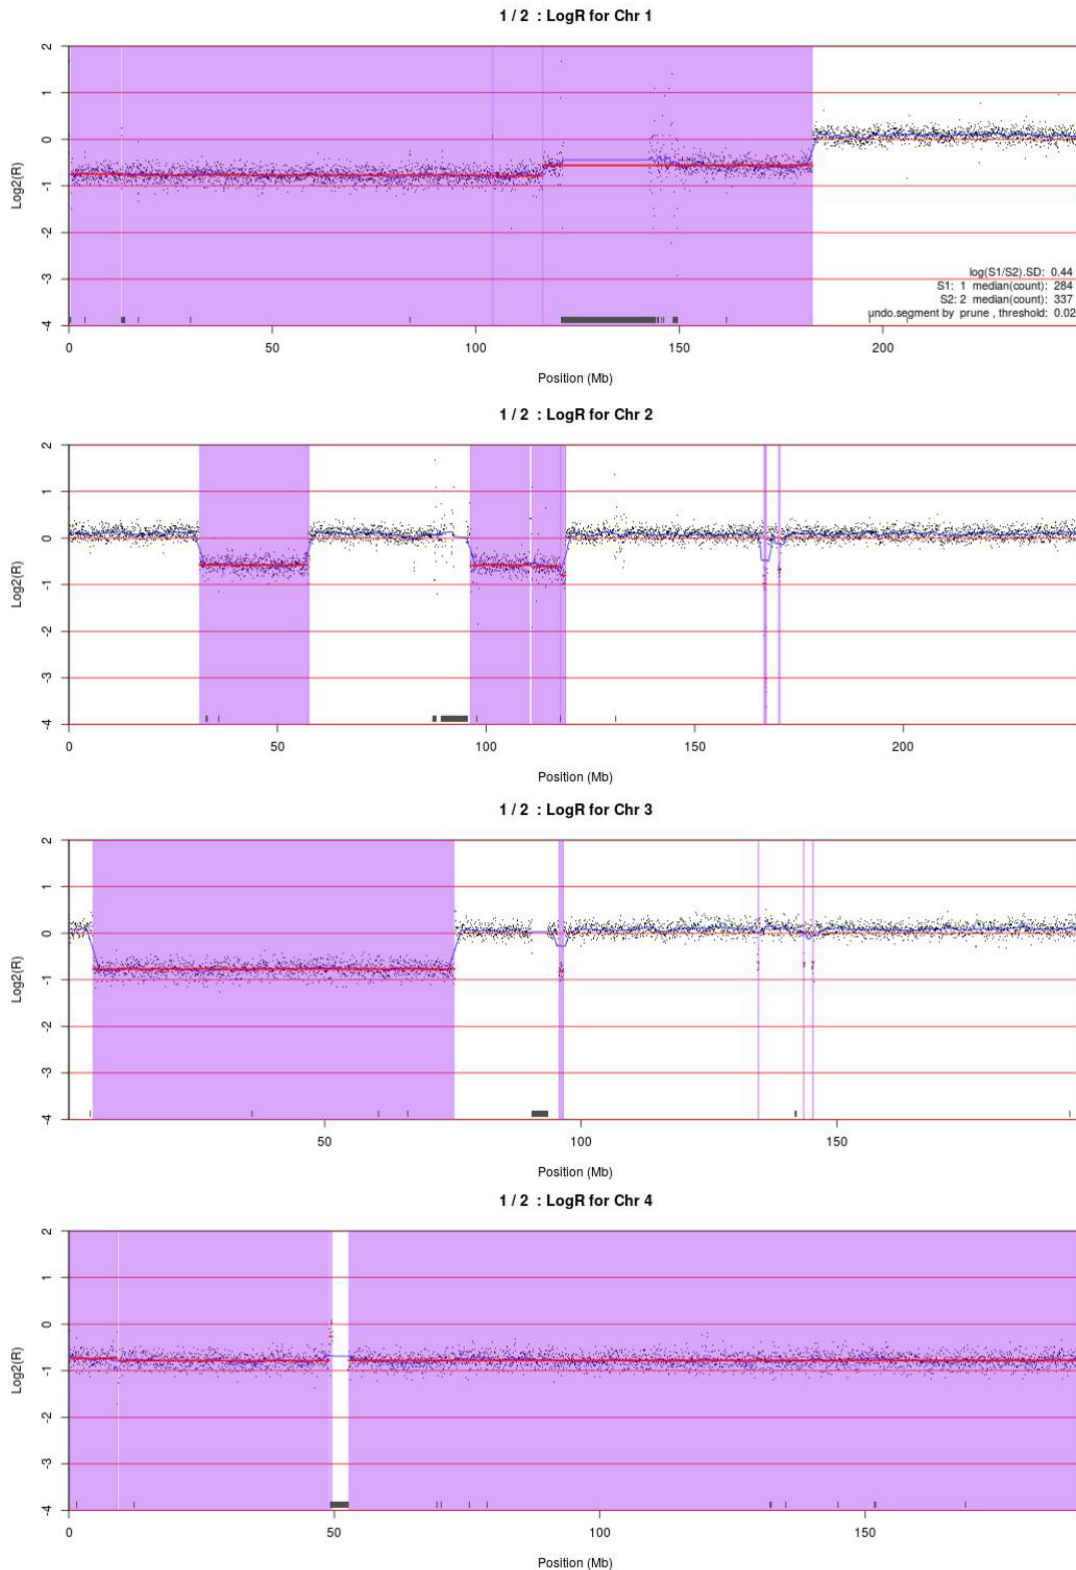 1 / 2 : LogR for Chr 1
2
1
0
-1
-2
-3
-4
Log2(R)
log(S1/S2).SD: 0.44
S1: 1 median(count): 284
S2: 2 median(count): 337
undo.segment by prune , threshold: 0.02
0 50 100 150 200
Position (Mb)
1 / 2 : LogR for Chr 2
2
1
0
-1
-2
-3
-4
Log2(R)
0 50 100 150 200
Position (Mb)
1 / 2 : LogR for Chr 3
2
1
0
-1
-2
-3
-4
Log2(R)
50 100 150
Position (Mb)
1 / 2 : LogR for Chr 4
2
1
0
-1
-2
-3
-4
Log2(R)
0 50 100 150
Position (Mb)